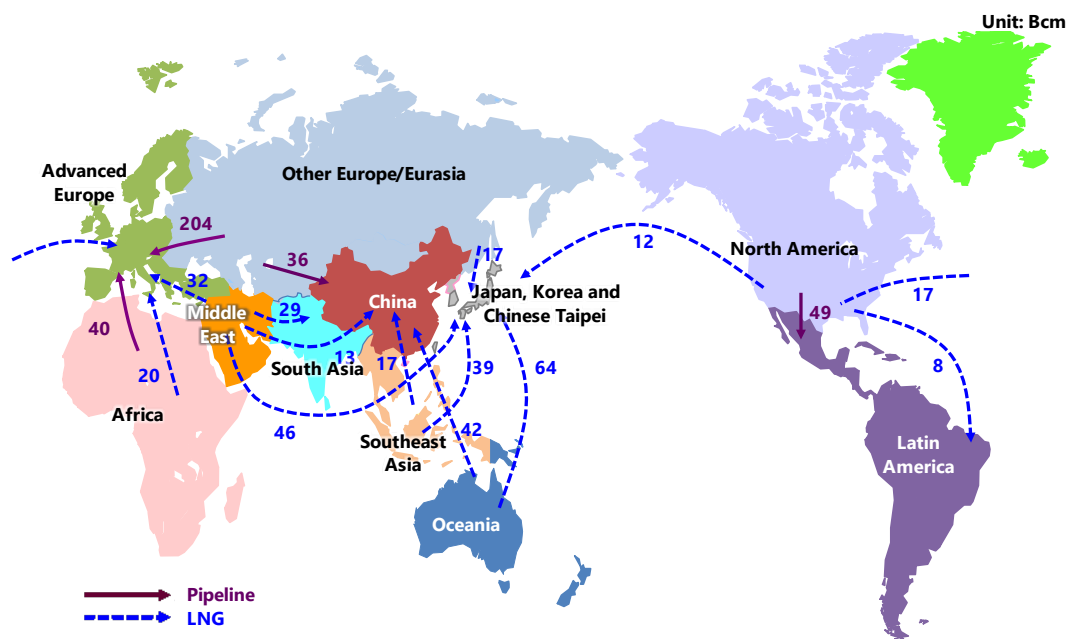 Unit: Bcm
Advanced
Europe
Other Europe/Eurasia
204
12
North America
17
36
32
China
Japan, Korea and
Chinese Taipei
17
Middle
East
29
49
40
13
South Asia
17
39
64
8
20
Africa
46
42
Southeast
Asia
Latin
America
Oceania
Pipeline
LNG